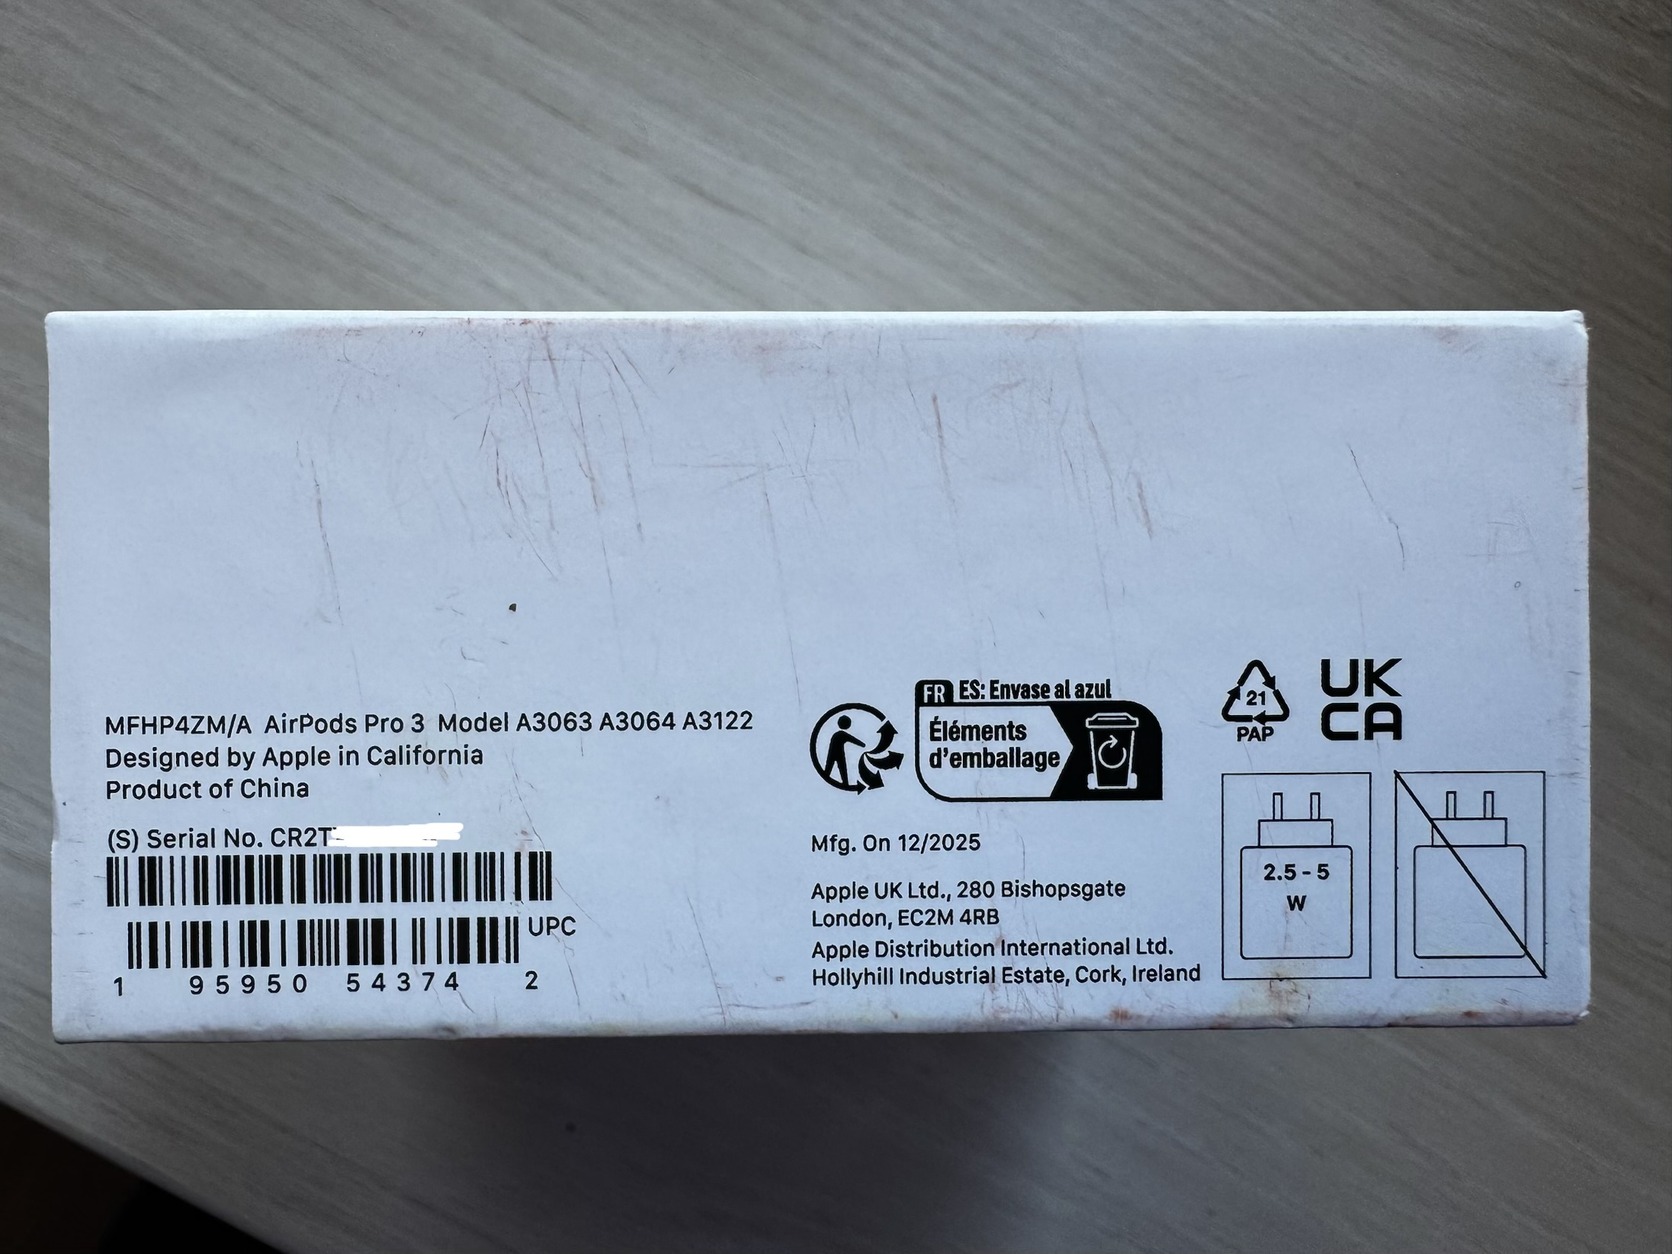 MFHP4ZM/A AirPods Pro 3 Model A3063 A3064 A3122
Designed by Apple in California
Product of China
(S) Serial No. CR2T
UPC
1 95950 54374 2
FR ES: Envase al azul
Éléments
d'emballage
21
PAP
UK
CA
Mfg. On 12/2025
Apple UK Ltd., 280 Bishopsgate
London, EC2M 4RB
Apple Distribution International Ltd.
Hollyhill Industrial Estate, Cork, Ireland
2.5 - 5
W